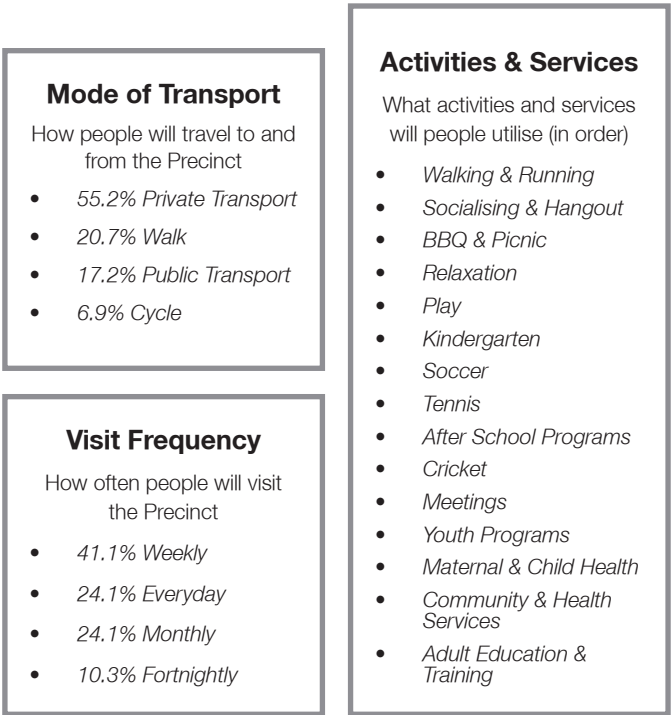 Mode of Transport
How people will travel to and
from the Precinct
• 55.2% Private Transport
• 20.7% Walk
• 17.2% Public Transport
• 6.9% Cycle
Visit Frequency
How often people will visit
the Precinct
• 41.1% Weekly
• 24.1% Everyday
• 24.1% Monthly
• 10.3% Fortnightly
Activities & Services
What activities and services
will people utilise (in order)
• Walking & Running
• Socialising & Hangout
• BBQ & Picnic
• Relaxation
• Play
• Kindergarten
• Soccer
• Tennis
• After School Programs
• Cricket
• Meetings
• Youth Programs
• Maternal & Child Health
• Community & Health
Services
• Adult Education &
Training